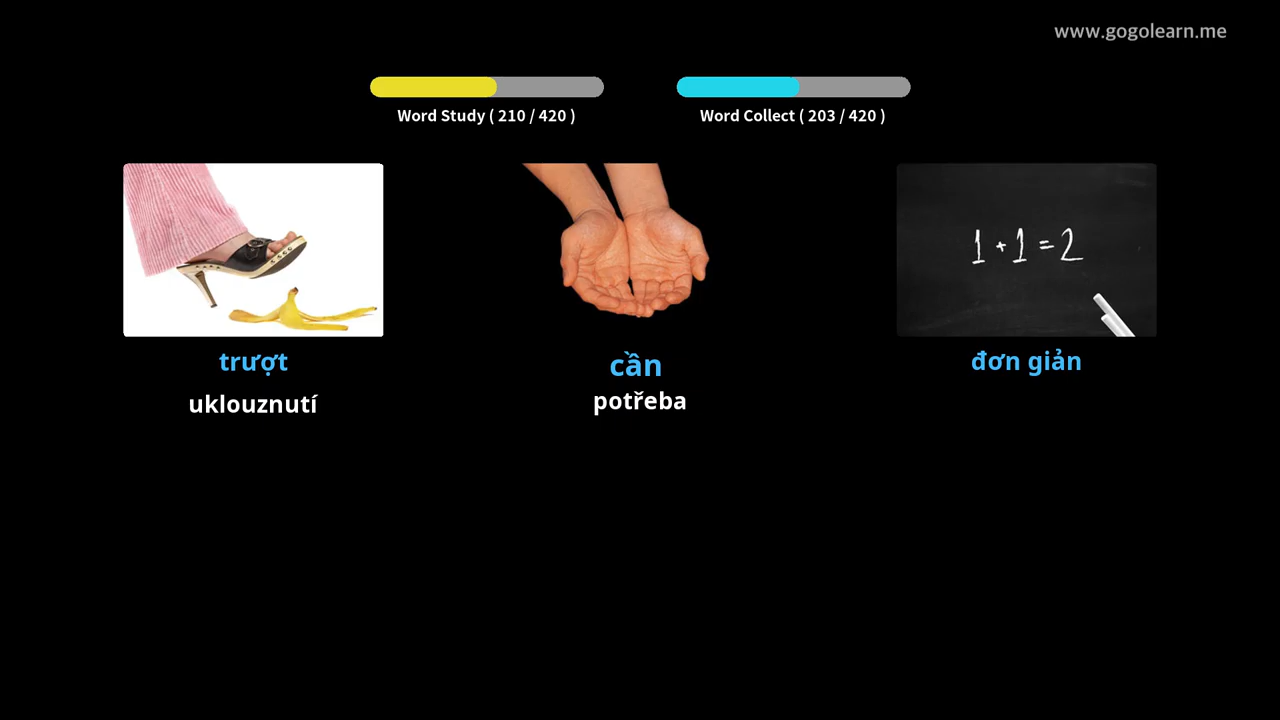 www.gogolearn.me
Word Study ( 210 / 420 )
Word Collect ( 203 / 420 )
1 + 1 = 2
trượt
cần
đơn giản
uklouznutí
potřeba